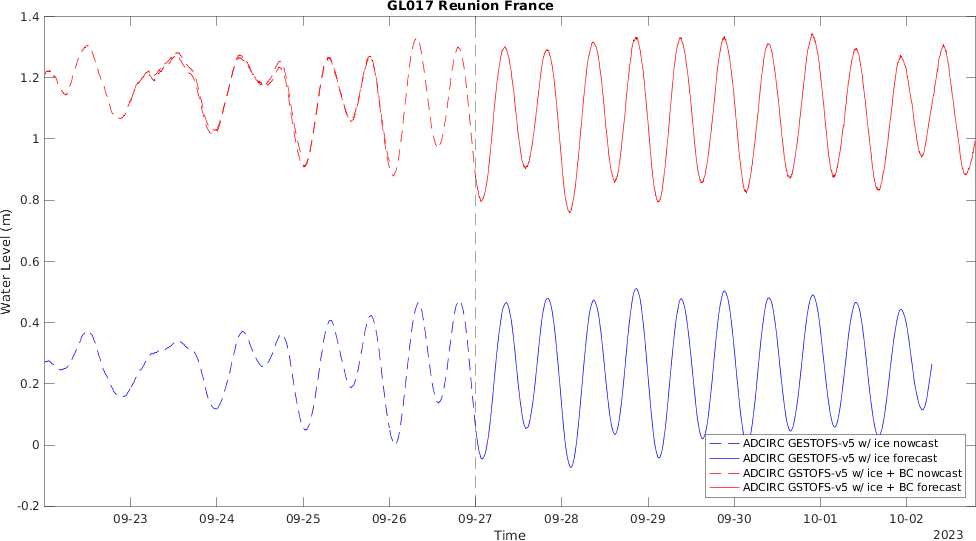 GL017 Reunion France
Water Level (m)
1.4
1.2
1
0.8
0.6
0.4
0.2
0
-0.2
ADCIRC GESTOFS-v5 w/ ice nowcast
ADCIRC GESTOFS-v5 w/ ice forecast
ADCIRC GSTOFS-v5 w/ ice + BC nowcast
ADCIRC GSTOFS-v5 w/ ice + BC forecast
09-23 09-24 09-25 09-26 09-27 09-28 09-29 09-30 10-01 10-02
Time
2023